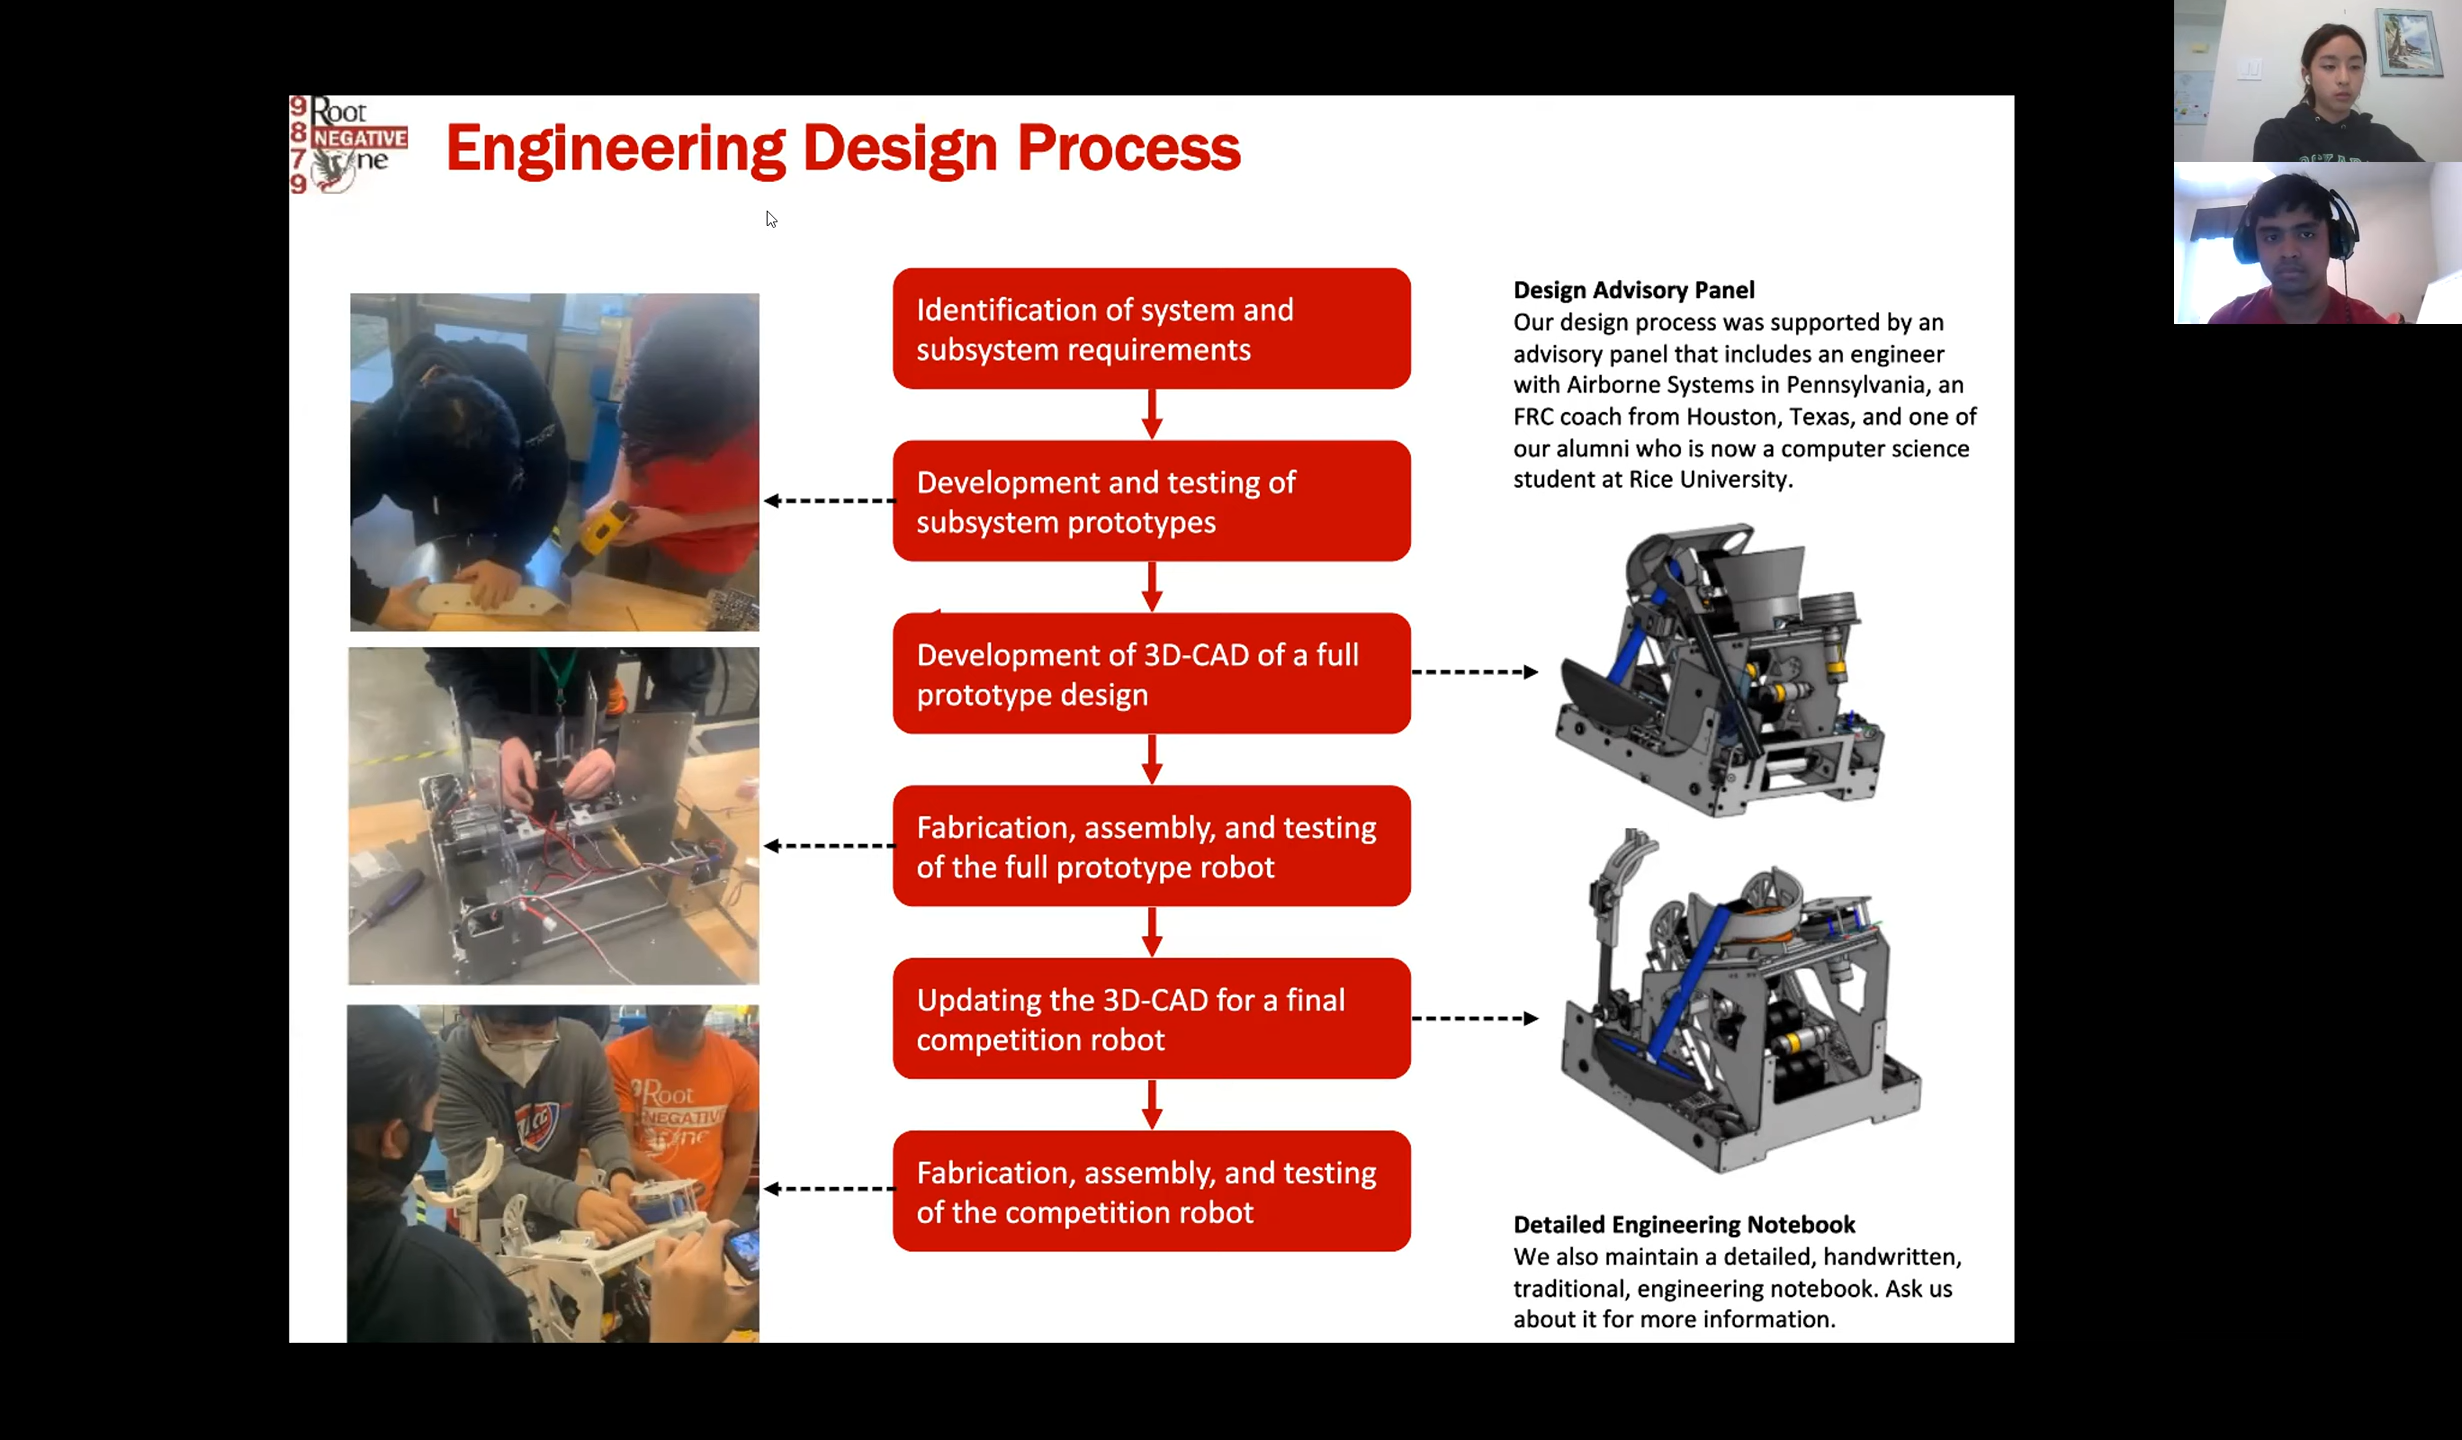 9879
Root
NEGATIVE
ne
Engineering Design Process
Identification of system and
subsystem requirements
Development and testing of
subsystem prototypes
Development of 3D-CAD of a full
prototype design
Fabrication, assembly, and testing
of the full prototype robot
Updating the 3D-CAD for a final
competition robot
Fabrication, assembly, and testing
of the competition robot
Design Advisory Panel
Our design process was supported by an
advisory panel that includes an engineer
with Airborne Systems in Pennsylvania, an
FRC coach from Houston, Texas, and one of
our alumni who is now a computer science
student at Rice University.
Detailed Engineering Notebook
We also maintain a detailed, handwritten,
traditional, engineering notebook. Ask us
about it for more information.
Root
NEGATIVE
ne